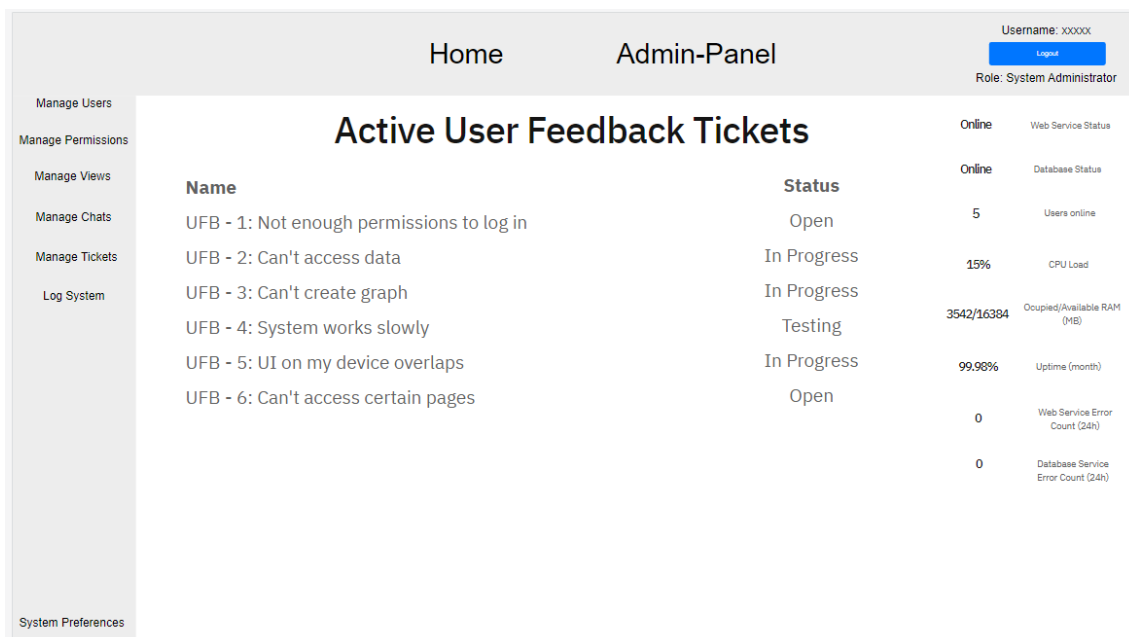 Home
Admin-Panel
Username: xxxxx
Logout
Role: System Administrator
Manage Users
Manage Permissions
Manage Views
Manage Chats
Manage Tickets
Log System
System Preferences
Active User Feedback Tickets
Name Status
UFB - 1: Not enough permissions to log in Open
UFB - 2: Can't access data In Progress
UFB - 3: Can't create graph In Progress
UFB - 4: System works slowly Testing
UFB - 5: UI on my device overlaps In Progress
UFB - 6: Can't access certain pages Open
Online Web Service Status
Online Database Status
5 Users online
15% CPU Load
3542/16384 Ocupied/Available RAM
(MB)
99.98% Uptime (month)
0 Web Service Error
Count (24h)
0 Database Service
Error Count (24h)